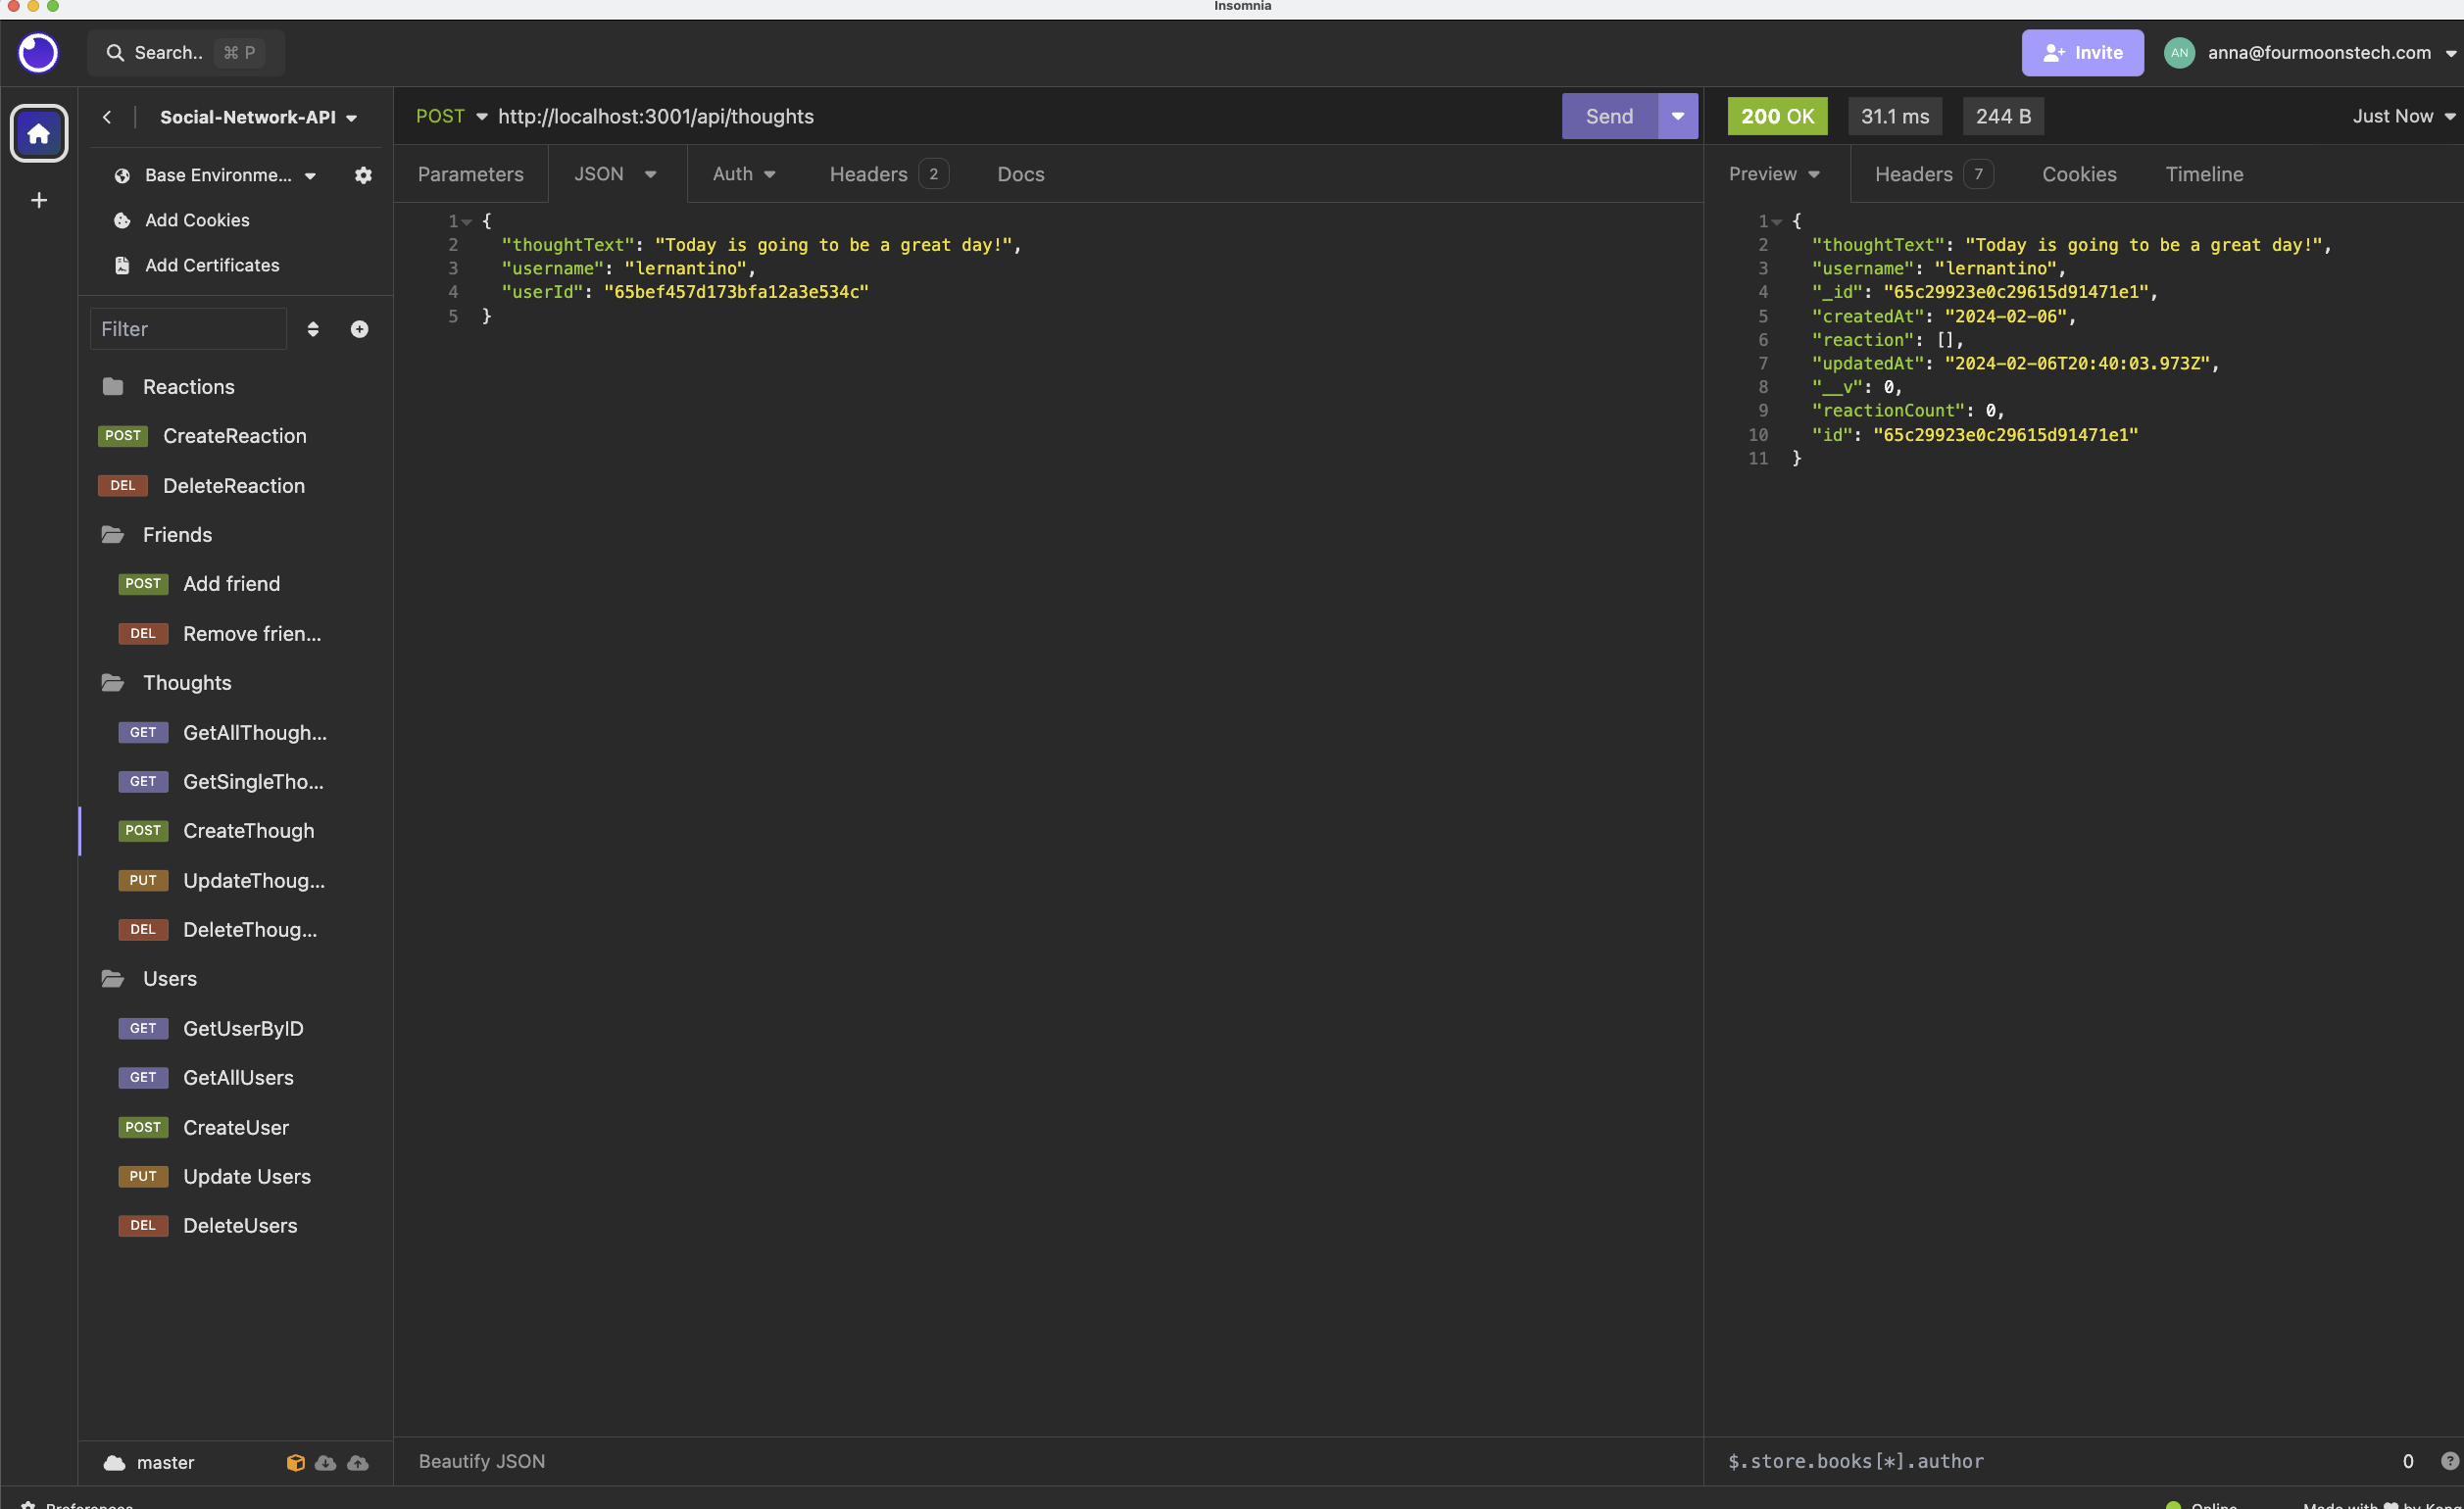 Insomnia
Search.. ⌘ P
Invite
AN anna@fourmoonstech.com
Social-Network-API
Base Environme...
Add Cookies
Add Certificates
Filter
Reactions
POST CreateReaction
DEL DeleteReaction
Friends
POST Add friend
DEL Remove frien...
Thoughts
GET GetAllThough...
GET GetSingleTho...
POST CreateThough
PUT UpdateThoug...
DEL DeleteThoug...
Users
GET GetUserByID
GET GetAllUsers
POST CreateUser
PUT Update Users
DEL DeleteUsers
master
Preferences
POST http://localhost:3001/api/thoughts Send
Parameters JSON Auth Headers 2 Docs
1 {
2 "thoughtText": "Today is going to be a great day!",
3 "username": "lernantino",
4 "userId": "65bef457d173bfa12a3e534c"
5 }
Beautify JSON
200 OK 31.1 ms 244 B Just Now
Preview Headers 7 Cookies Timeline
1 {
2 "thoughtText": "Today is going to be a great day!",
3 "username": "lernantino",
4 "_id": "65c29923e0c29615d91471e1",
5 "createdAt": "2024-02-06",
6 "reaction": [],
7 "updatedAt": "2024-02-06T20:40:03.973Z",
8 "__v": 0,
9 "reactionCount": 0,
10 "id": "65c29923e0c29615d91471e1"
11 }
$.store.books[*].author 0 ?
Online Made with by Kong